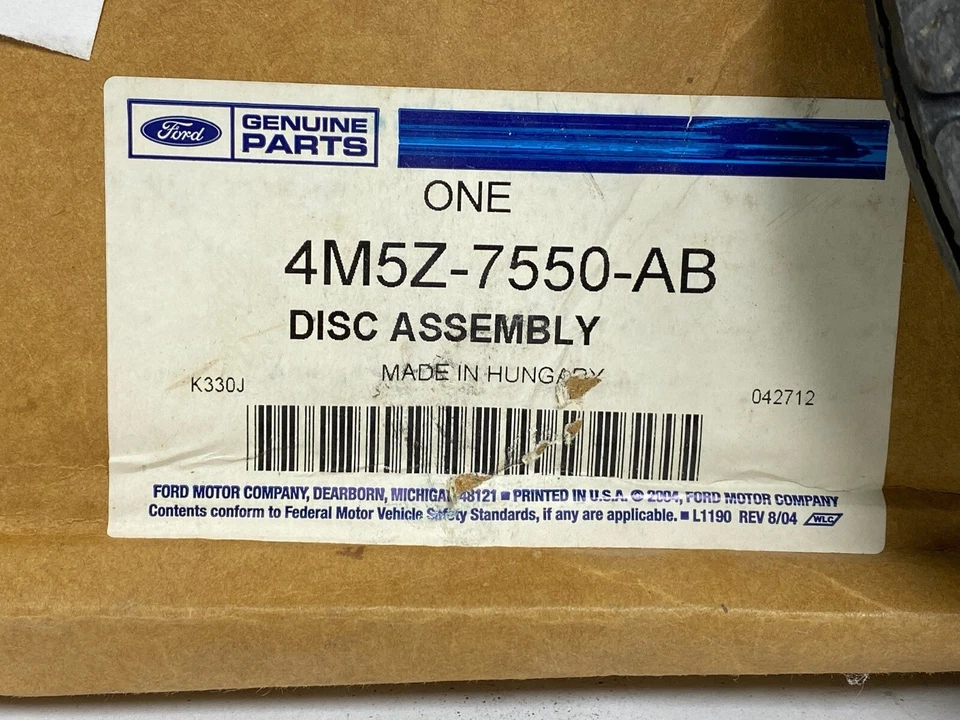 Ford GENUINE PARTS
ONE
4M5Z-7550-AB
DISC ASSEMBLY
MADE IN HUNGARY
K330J
042712
FORD MOTOR COMPANY, DEARBORN, MICHIGAN 48121 ■ PRINTED IN U.S.A. © 2004, FORD MOTOR COMPANY
Contents conform to Federal Motor Vehicle Safety Standards, if any are applicable. ■ L1190 REV 8/04 WLC